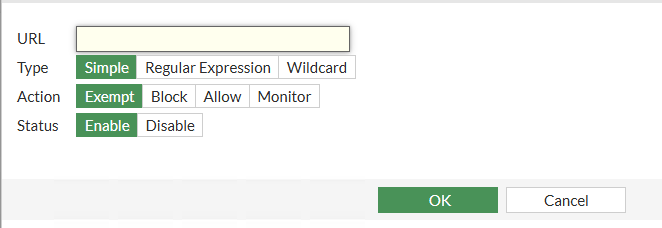 URL
Type Simple Regular Expression Wildcard
Action Exempt Block Allow Monitor
Status Enable Disable
OK Cancel